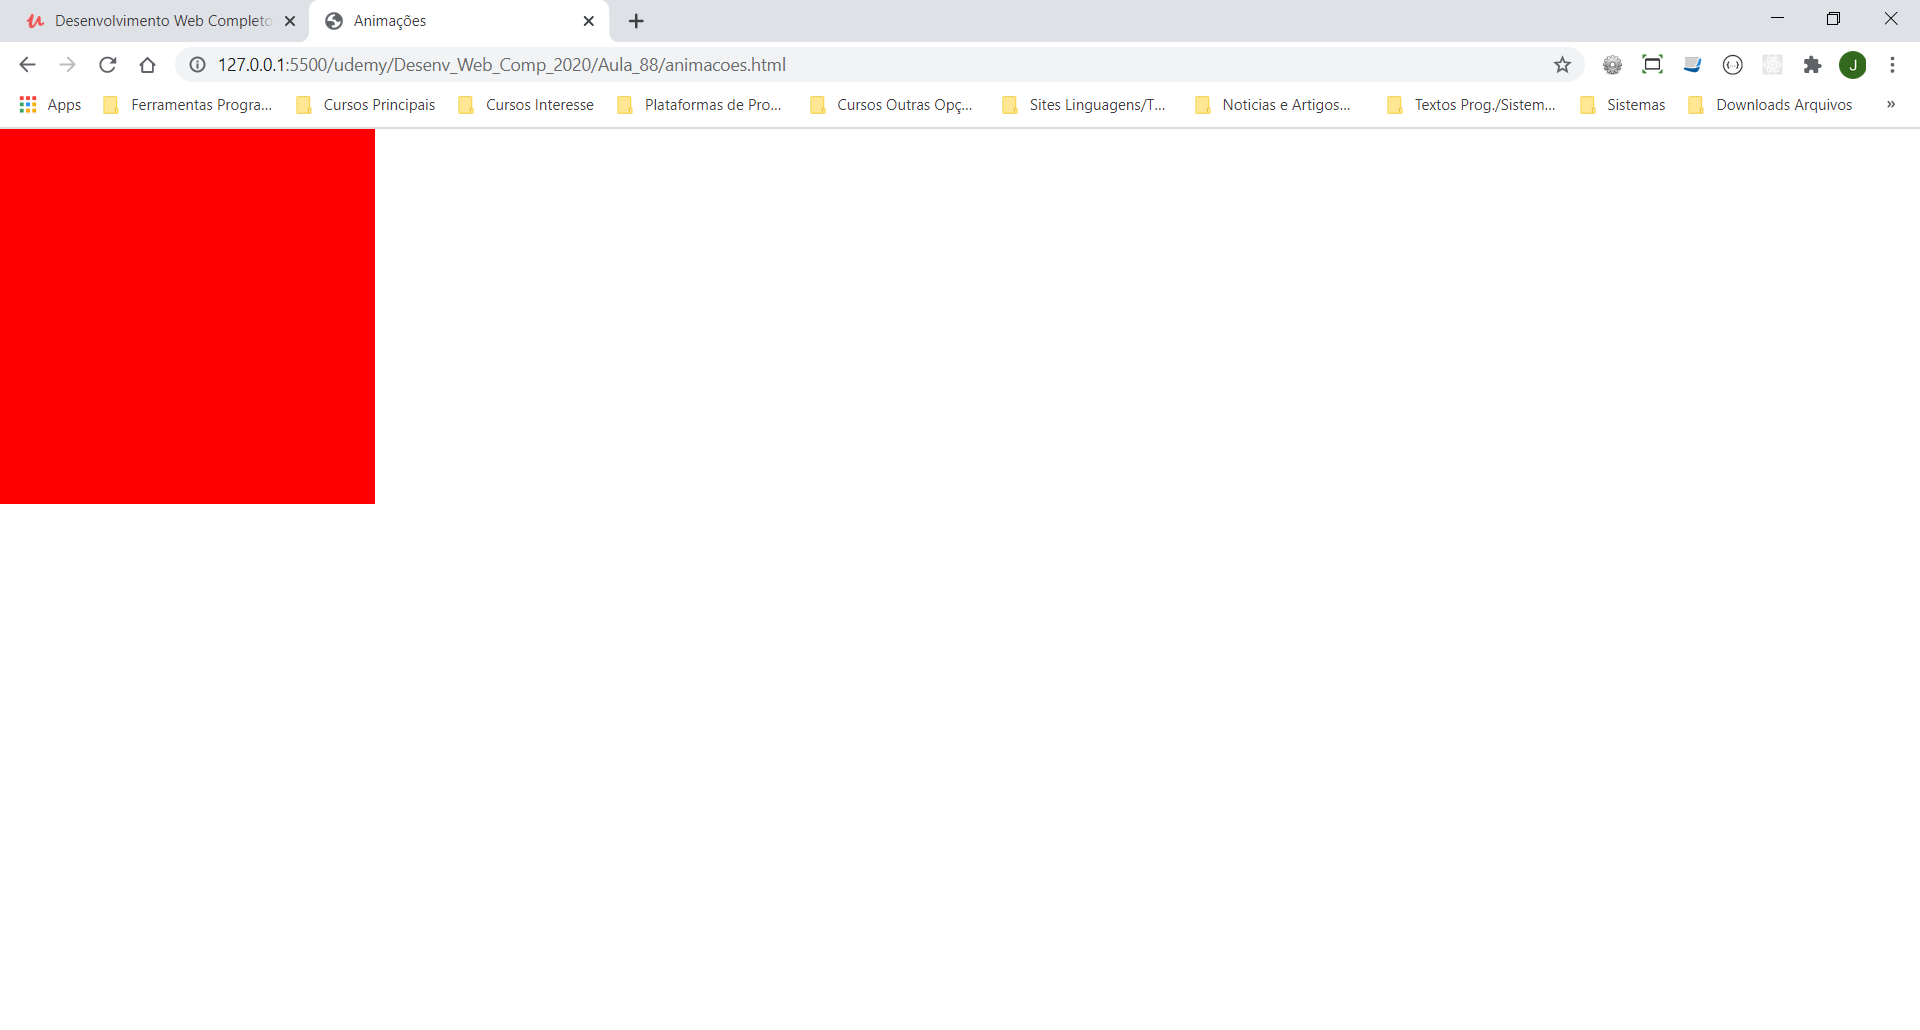 Desenvolvimento Web Completo
Animações
127.0.0.1:5500/udemy/Desenv_Web_Comp_2020/Aula_88/animacoes.html
J
Apps Ferramentas Progra... Cursos Principais Cursos Interesse Plataformas de Pro... Cursos Outras Opç... Sites Linguagens/T... Noticias e Artigos... Textos Prog./Sistem... Sistemas Downloads Arquivos »